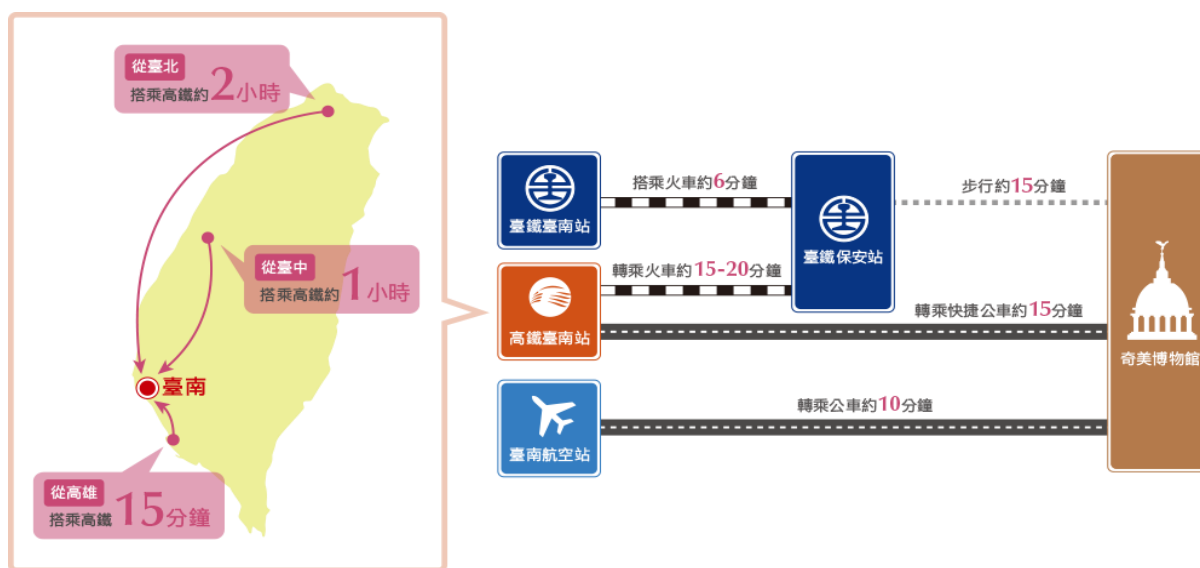 從臺北
搭乘高鐵約2小時
從臺中
搭乘高鐵約1小時
臺南
從高雄
搭乘高鐵15分鐘
臺鐵臺南站
搭乘火車約6分鐘
臺鐵保安站
步行約15分鐘
高鐵臺南站
轉乘火車約15-20分鐘
轉乘快捷公車約15分鐘
臺南航空站
轉乘公車約10分鐘
奇美博物館